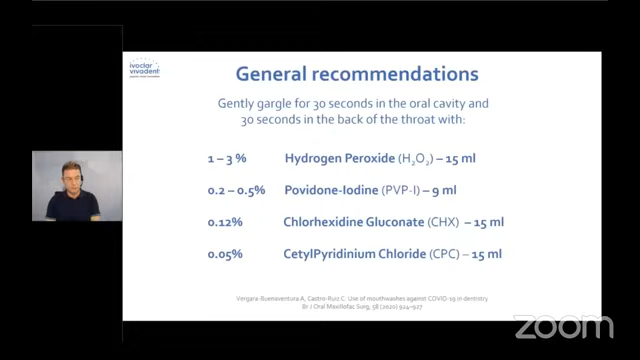 ivoclar
vivadent
General recommendations
Gently gargle for 30 seconds in the oral cavity and
30 seconds in the back of the throat with:
1 – 3 % Hydrogen Peroxide (H₂O₂) – 15 ml
0.2 – 0.5% Povidone-Iodine (PVP-I) – 9 ml
0.12% Chlorhexidine Gluconate (CHX) – 15 ml
0.05% CetylPyridinium Chloride (CPC) – 15 ml
Vergara-Buenaventura A, Castro-Ruiz C: Use of mouthwashes against COVID-19 in dentistry
Br J Oral Maxillofac Surg, 58 (2020) 924–927
zoom